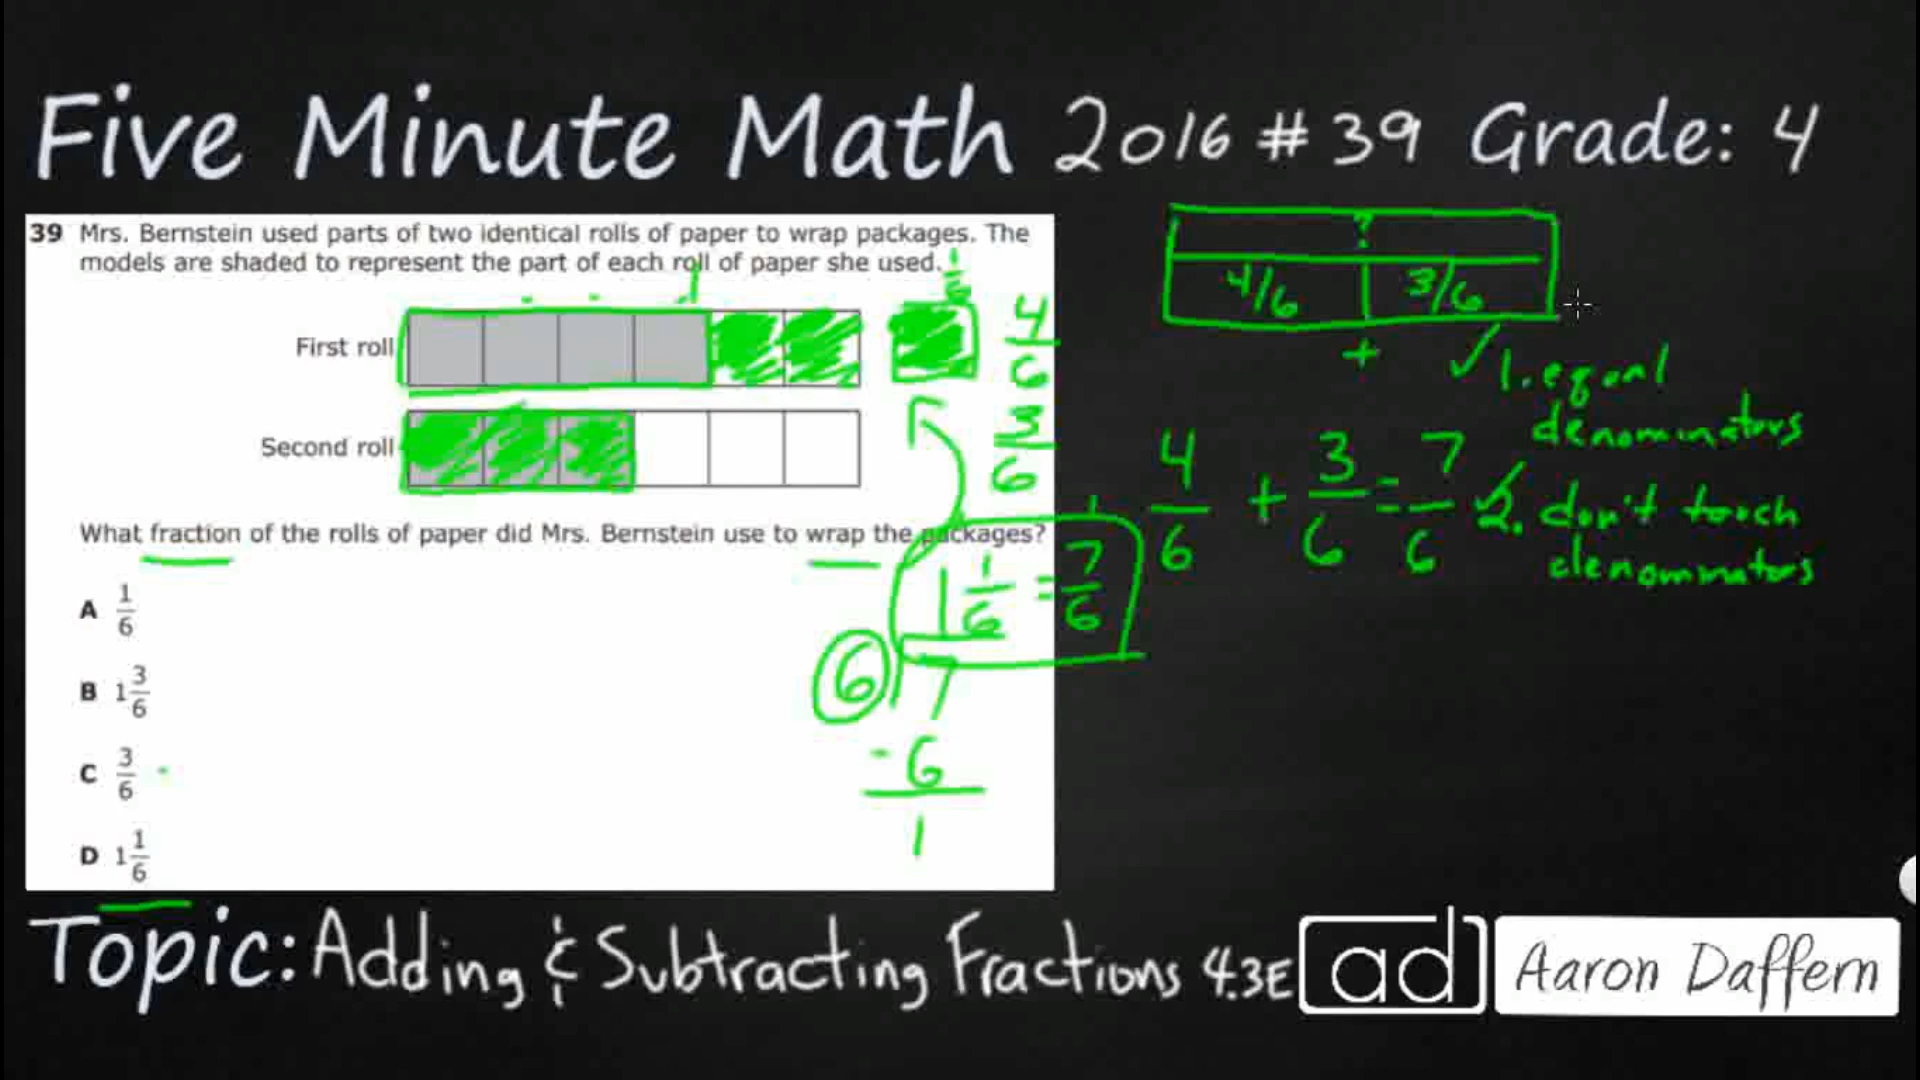 Five Minute Math 2016 #39 Grade: 4
39 Mrs. Bernstein used parts of two identical rolls of paper to wrap packages. The
models are shaded to represent the part of each roll of paper she used.
First roll
Second roll
1
1/6
4/6
3/6
What fraction of the rolls of paper did Mrs. Bernstein use to wrap the packages?
A 1/6
B 1 3/6
C 3/6
D 1 1/6
1 1/6 = 7/6
6 7
- 6
1
?
4/6 3/6
+
1. equal
denominators
4/6 + 3/6 = 7/6
2. don't touch
denominators
Topic: Adding & Subtracting Fractions 4.3E
ad
Aaron Daffern